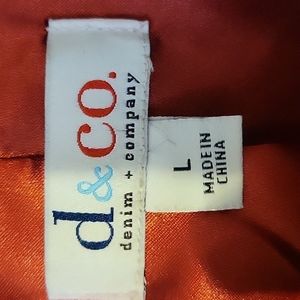 d&co.
denim + company
L
MADE IN
CHINA